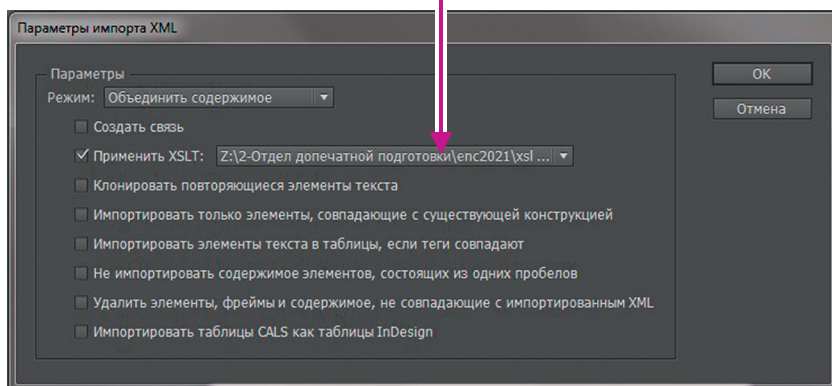 Параметры импорта XML
Параметры
Режим: Объединить содержимое
Создать связь
Применить XSLT: Z:\2-Отдел допечатной подготовки\enc2021\xsl ...
Клонировать повторяющиеся элементы текста
Импортировать только элементы, совпадающие с существующей конструкцией
Импортировать элементы текста в таблицы, если теги совпадают
Не импортировать содержимое элементов, состоящих из одних пробелов
Удалить элементы, фреймы и содержимое, не совпадающие с импортированным XML
Импортировать таблицы CALS как таблицы InDesign
ОК
Отмена